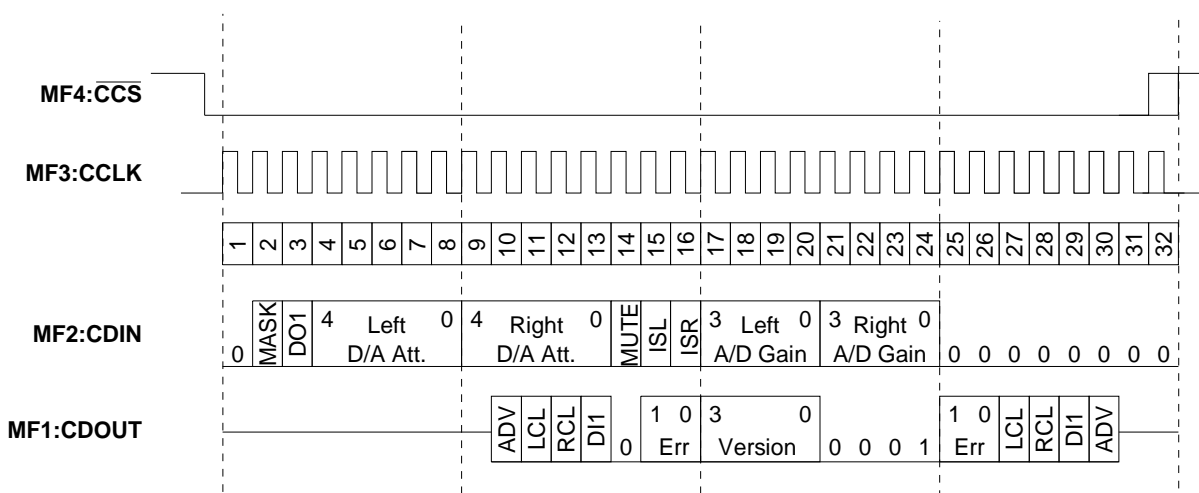 MF4:CCS
MF3:CCLK
1 2 3 4 5 6 7 8 9 10 11 12 13 14 15 16 17 18 19 20 21 22 23 24 25 26 27 28 29 30 31 32
MF2:CDIN
0 MASK DO1 4 Left 0 4 Right 0 MUTE ISL ISR 3 Left 0 3 Right 0
D/A Att. D/A Att. A/D Gain A/D Gain 0 0 0 0 0 0 0 0
MF1:CDOUT
ADV LCL RCL DI1 0 1 0 3 0 1 0 LCL RCL DI1 ADV
Err Version 0 0 0 1 Err